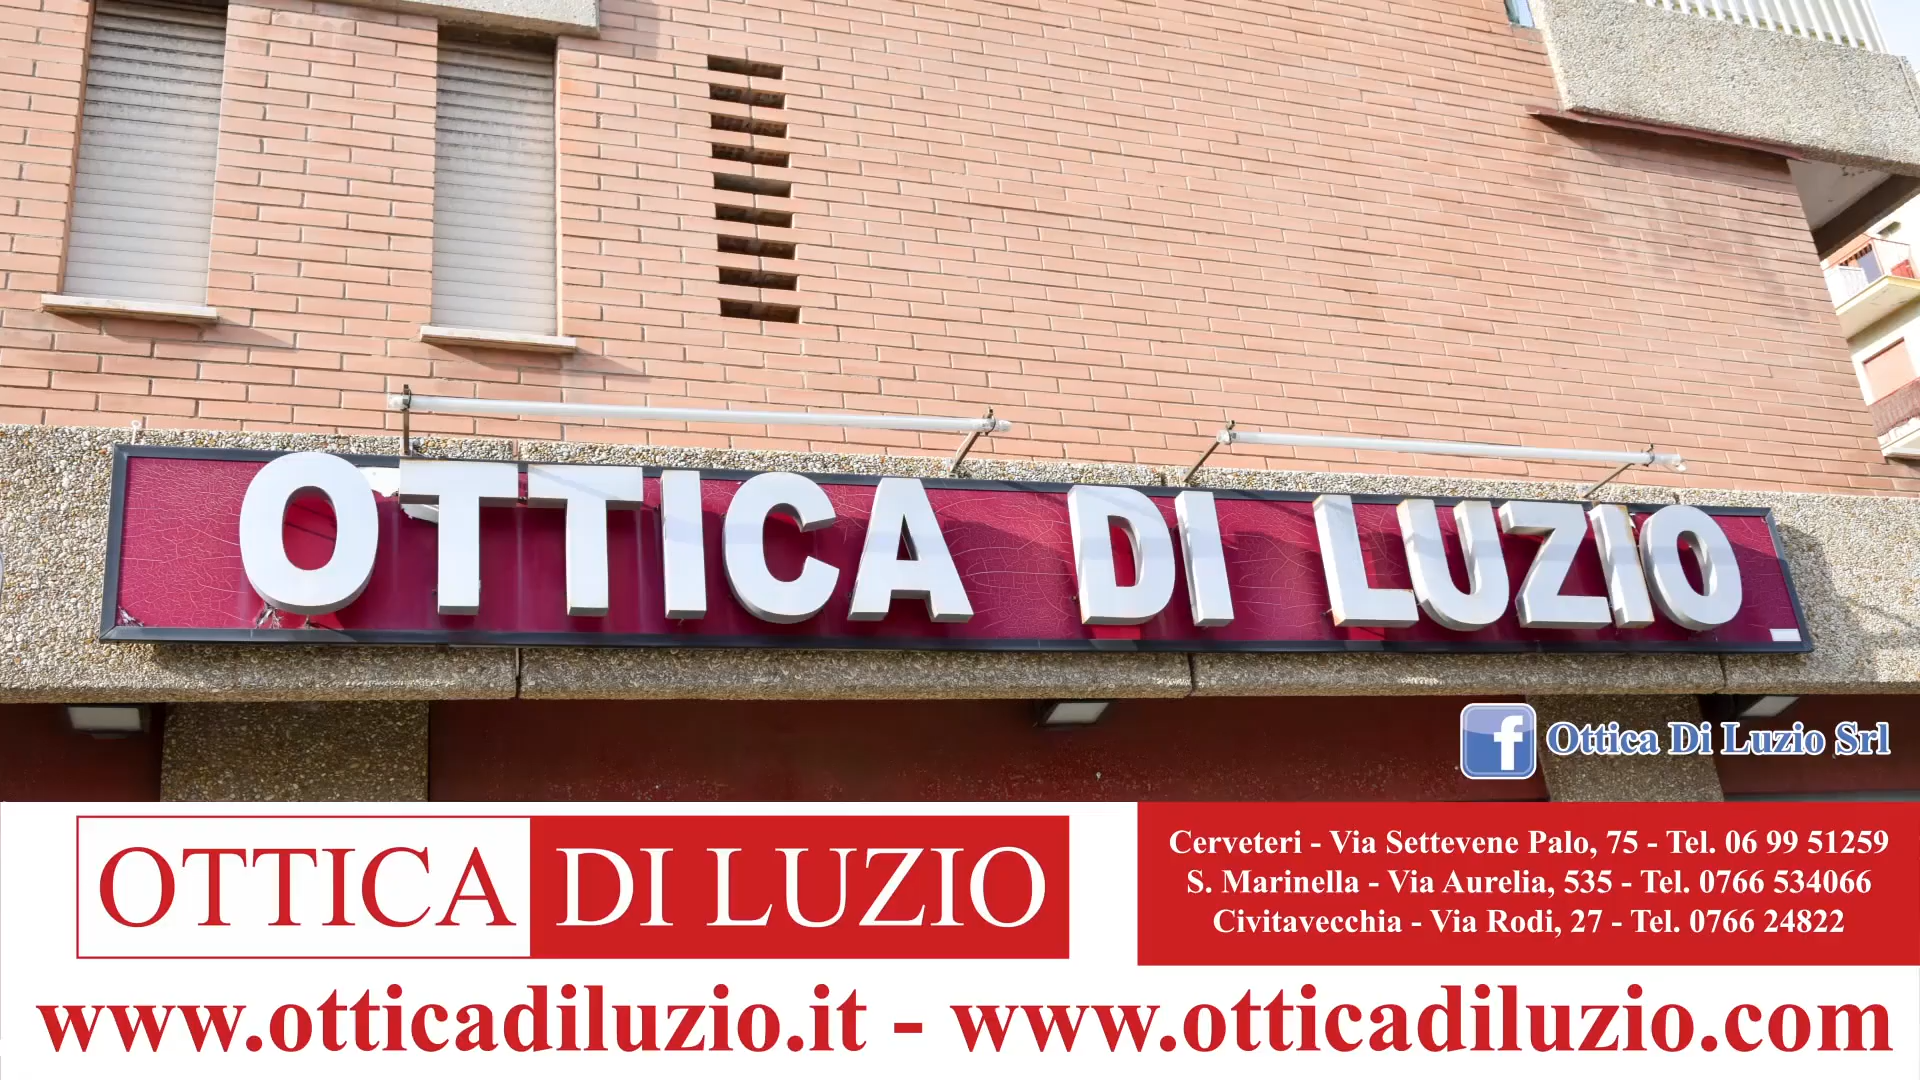 OTTICA DI LUZIO
f Ottica Di Luzio Srl
OTTICA DI LUZIO
Cerveteri - Via Settevene Palo, 75 - Tel. 06 99 51259
S. Marinella - Via Aurelia, 535 - Tel. 0766 534066
Civitavecchia - Via Rodi, 27 - Tel. 0766 24822
www.otticadiluzio.it - www.otticadiluzio.com